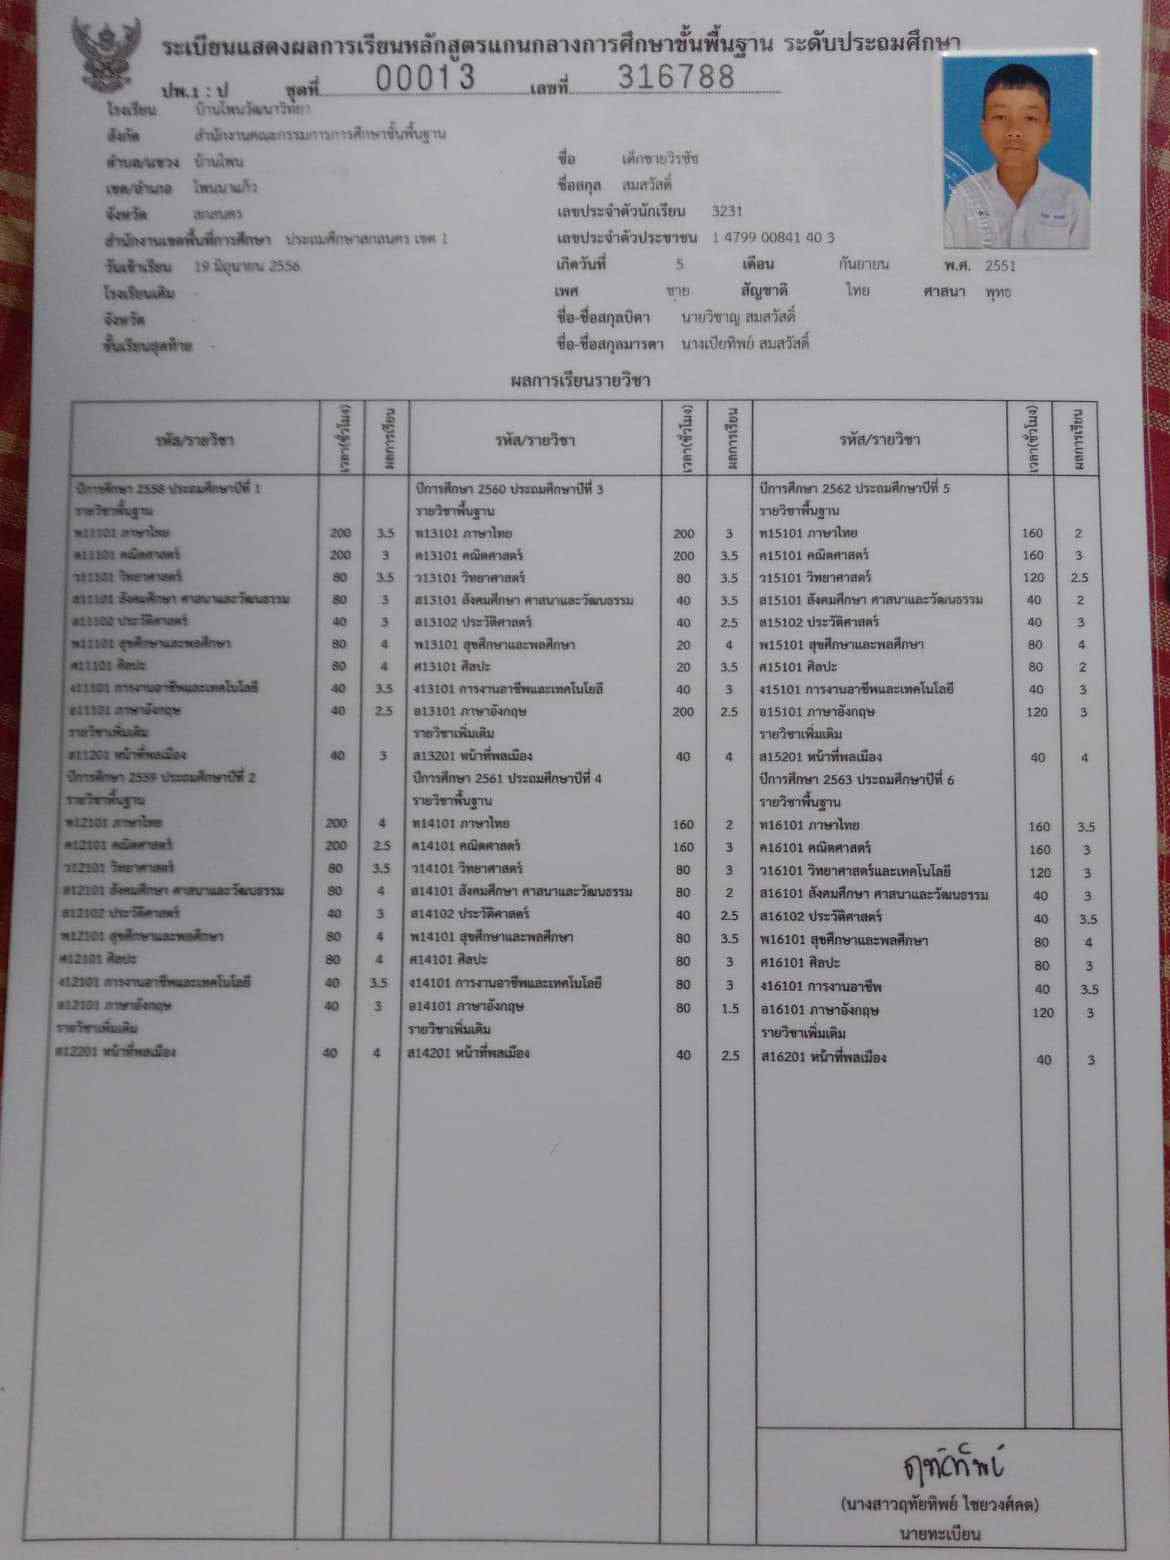 ระเบียนแสดงผลการเรียนหลักสูตรแกนกลางการศึกษาขั้นพื้นฐาน ระดับประถมศึกษา
ปพ.1 : ป ชุดที่ 00013 เลขที่ 316788
โรงเรียน บ้านโพนวัฒนาวิทยา
สังกัด สำนักงานคณะกรรมการการศึกษาขั้นพื้นฐาน
ตำบล/แขวง บ้านโพน
เขต/อำเภอ โพนนาแก้ว
จังหวัด สกลนคร
สำนักงานเขตพื้นที่การศึกษา ประถมศึกษาสกลนคร เขต 1
วันเข้าเรียน 19 มิถุนายน 2556
โรงเรียนเดิม -
จังหวัด -
ชั้นเรียนสุดท้าย -
ชื่อ เด็กชายวิรชัช
ชื่อสกุล สมสวัสดิ์
เลขประจำตัวนักเรียน 3231
เลขประจำตัวประชาชน 1 4799 00841 40 3
เกิดวันที่ 5 เดือน กันยายน พ.ศ. 2551
เพศ ชาย สัญชาติ ไทย ศาสนา พุทธ
ชื่อ-ชื่อสกุลบิดา นายวิชาญ สมสวัสดิ์
ชื่อ-ชื่อสกุลมารดา นางเปียทิพย์ สมสวัสดิ์
ผลการเรียนรายวิชา
รหัส/รายวิชา เวลา(ชั่วโมง) ผลการเรียน รหัส/รายวิชา เวลา(ชั่วโมง) ผลการเรียน รหัส/รายวิชา เวลา(ชั่วโมง) ผลการเรียน
ปีการศึกษา 2558 ประถมศึกษาปีที่ 1
รายวิชาพื้นฐาน
ท11101 ภาษาไทย 200 3.5
ค11101 คณิตศาสตร์ 200 3
ว11101 วิทยาศาสตร์ 80 3.5
ส11101 สังคมศึกษา ศาสนาและวัฒนธรรม 80 3
ส11102 ประวัติศาสตร์ 40 3
พ11101 สุขศึกษาและพลศึกษา 80 4
ศ11101 ศิลปะ 80 4
ง11101 การงานอาชีพและเทคโนโลยี 40 3.5
อ11101 ภาษาอังกฤษ 40 2.5
รายวิชาเพิ่มเติม
ส11201 หน้าที่พลเมือง 40 3
ปีการศึกษา 2559 ประถมศึกษาปีที่ 2
รายวิชาพื้นฐาน
ท12101 ภาษาไทย 200 4
ค12101 คณิตศาสตร์ 200 2.5
ว12101 วิทยาศาสตร์ 80 3.5
ส12101 สังคมศึกษา ศาสนาและวัฒนธรรม 80 4
ส12102 ประวัติศาสตร์ 40 3
พ12101 สุขศึกษาและพลศึกษา 80 4
ศ12101 ศิลปะ 80 4
ง12101 การงานอาชีพและเทคโนโลยี 40 3.5
อ12101 ภาษาอังกฤษ 40 3
รายวิชาเพิ่มเติม
ส12201 หน้าที่พลเมือง 40 4
ปีการศึกษา 2560 ประถมศึกษาปีที่ 3
รายวิชาพื้นฐาน
ท13101 ภาษาไทย 200 3
ค13101 คณิตศาสตร์ 200 3.5
ว13101 วิทยาศาสตร์ 80 3.5
ส13101 สังคมศึกษา ศาสนาและวัฒนธรรม 40 3.5
ส13102 ประวัติศาสตร์ 40 2.5
พ13101 สุขศึกษาและพลศึกษา 20 4
ศ13101 ศิลปะ 20 3.5
ง13101 การงานอาชีพและเทคโนโยลี 40 3
อ13101 ภาษาอังกฤษ 200 2.5
รายวิชาเพิ่มเติม
ส13201 หน้าที่พลเมือง 40 4
ปีการศึกษา 2561 ประถมศึกษาปีที่ 4
รายวิชาพื้นฐาน
ท14101 ภาษาไทย 160 2
ค14101 คณิตศาสตร์ 160 3
ว14101 วิทยาศาสตร์ 80 3
ส14101 สังคมศึกษา ศาสนาและวัฒนธรรม 80 2
ส14102 ประวัติศาสตร์ 40 2.5
พ14101 สุขศึกษาและพลศึกษา 80 3.5
ศ14101 ศิลปะ 80 3
ง14101 การงานอาชีพและเทคโนโลยี 80 3
อ14101 ภาษาอังกฤษ 80 1.5
รายวิชาเพิ่มเติม
ส14201 หน้าที่พลเมือง 40 2.5
ปีการศึกษา 2562 ประถมศึกษาปีที่ 5
รายวิชาพื้นฐาน
ท15101 ภาษาไทย 160 2
ค15101 คณิตศาสตร์ 160 3
ว15101 วิทยาศาสตร์ 120 2.5
ส15101 สังคมศึกษา ศาสนาและวัฒนธรรม 40 2
ส15102 ประวัติศาสตร์ 40 3
พ15101 สุขศึกษาและพลศึกษา 80 4
ศ15101 ศิลปะ 80 2
ง15101 การงานอาชีพและเทคโนโลยี 40 3
อ15101 ภาษาอังกฤษ 120 3
รายวิชาเพิ่มเติม
ส15201 หน้าที่พลเมือง 40 4
ปีการศึกษา 2563 ประถมศึกษาปีที่ 6
รายวิชาพื้นฐาน
ท16101 ภาษาไทย 160 3.5
ค16101 คณิตศาสตร์ 160 3
ว16101 วิทยาศาสตร์และเทคโนโลยี 120 3
ส16101 สังคมศึกษา ศาสนาและวัฒนธรรม 40 3
ส16102 ประวัติศาสตร์ 40 3.5
พ16101 สุขศึกษาและพลศึกษา 80 4
ศ16101 ศิลปะ 80 3
ง16101 การงานอาชีพ 40 3.5
อ16101 ภาษาอังกฤษ 120 3
รายวิชาเพิ่มเติม
ส16201 หน้าที่พลเมือง 40 3
ฤทัยทิพย์
(นางสาวฤทัยทิพย์ ไชยวงศ์คต)
นายทะเบียน